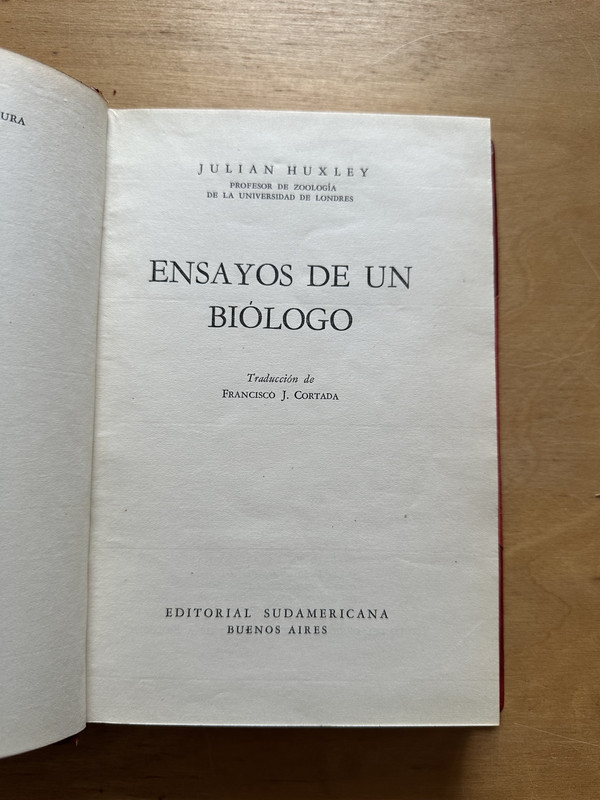 URA
JULIAN HUXLEY
PROFESOR DE ZOOLOGÍA
DE LA UNIVERSIDAD DE LONDRES
ENSAYOS DE UN
BIÓLOGO
Traducción de
FRANCISCO J. CORTADA
EDITORIAL SUDAMERICANA
BUENOS AIRES